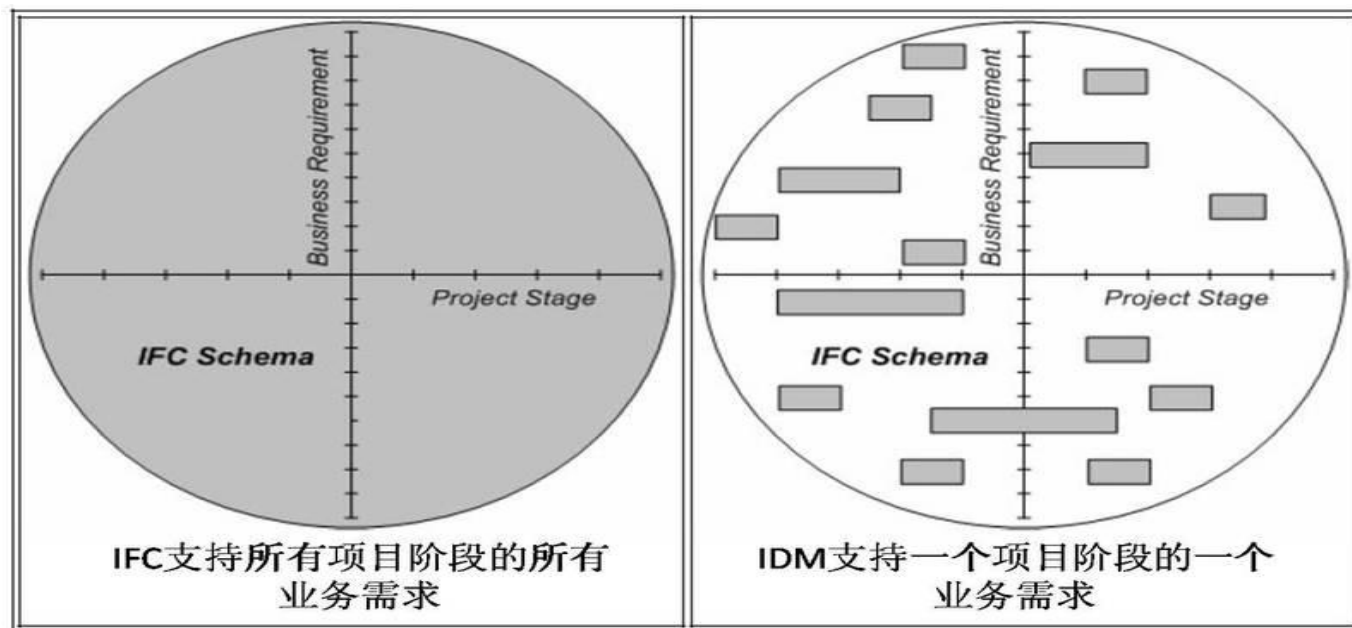 Business Requirement
Project Stage
IFC Schema
IFC支持所有项目阶段的所有
业务需求
Business Requirement
Project Stage
IFC Schema
IDM支持一个项目阶段的一个
业务需求